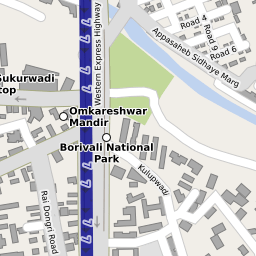 Road 4
Road 9
Road 6
Appasaheb Sidhaye Marg
Western Express Highway
Sukurwadi
top
Omkareshwar
Mandir
Borivali National
Park
Kulupwadi
Rai Dongri Road